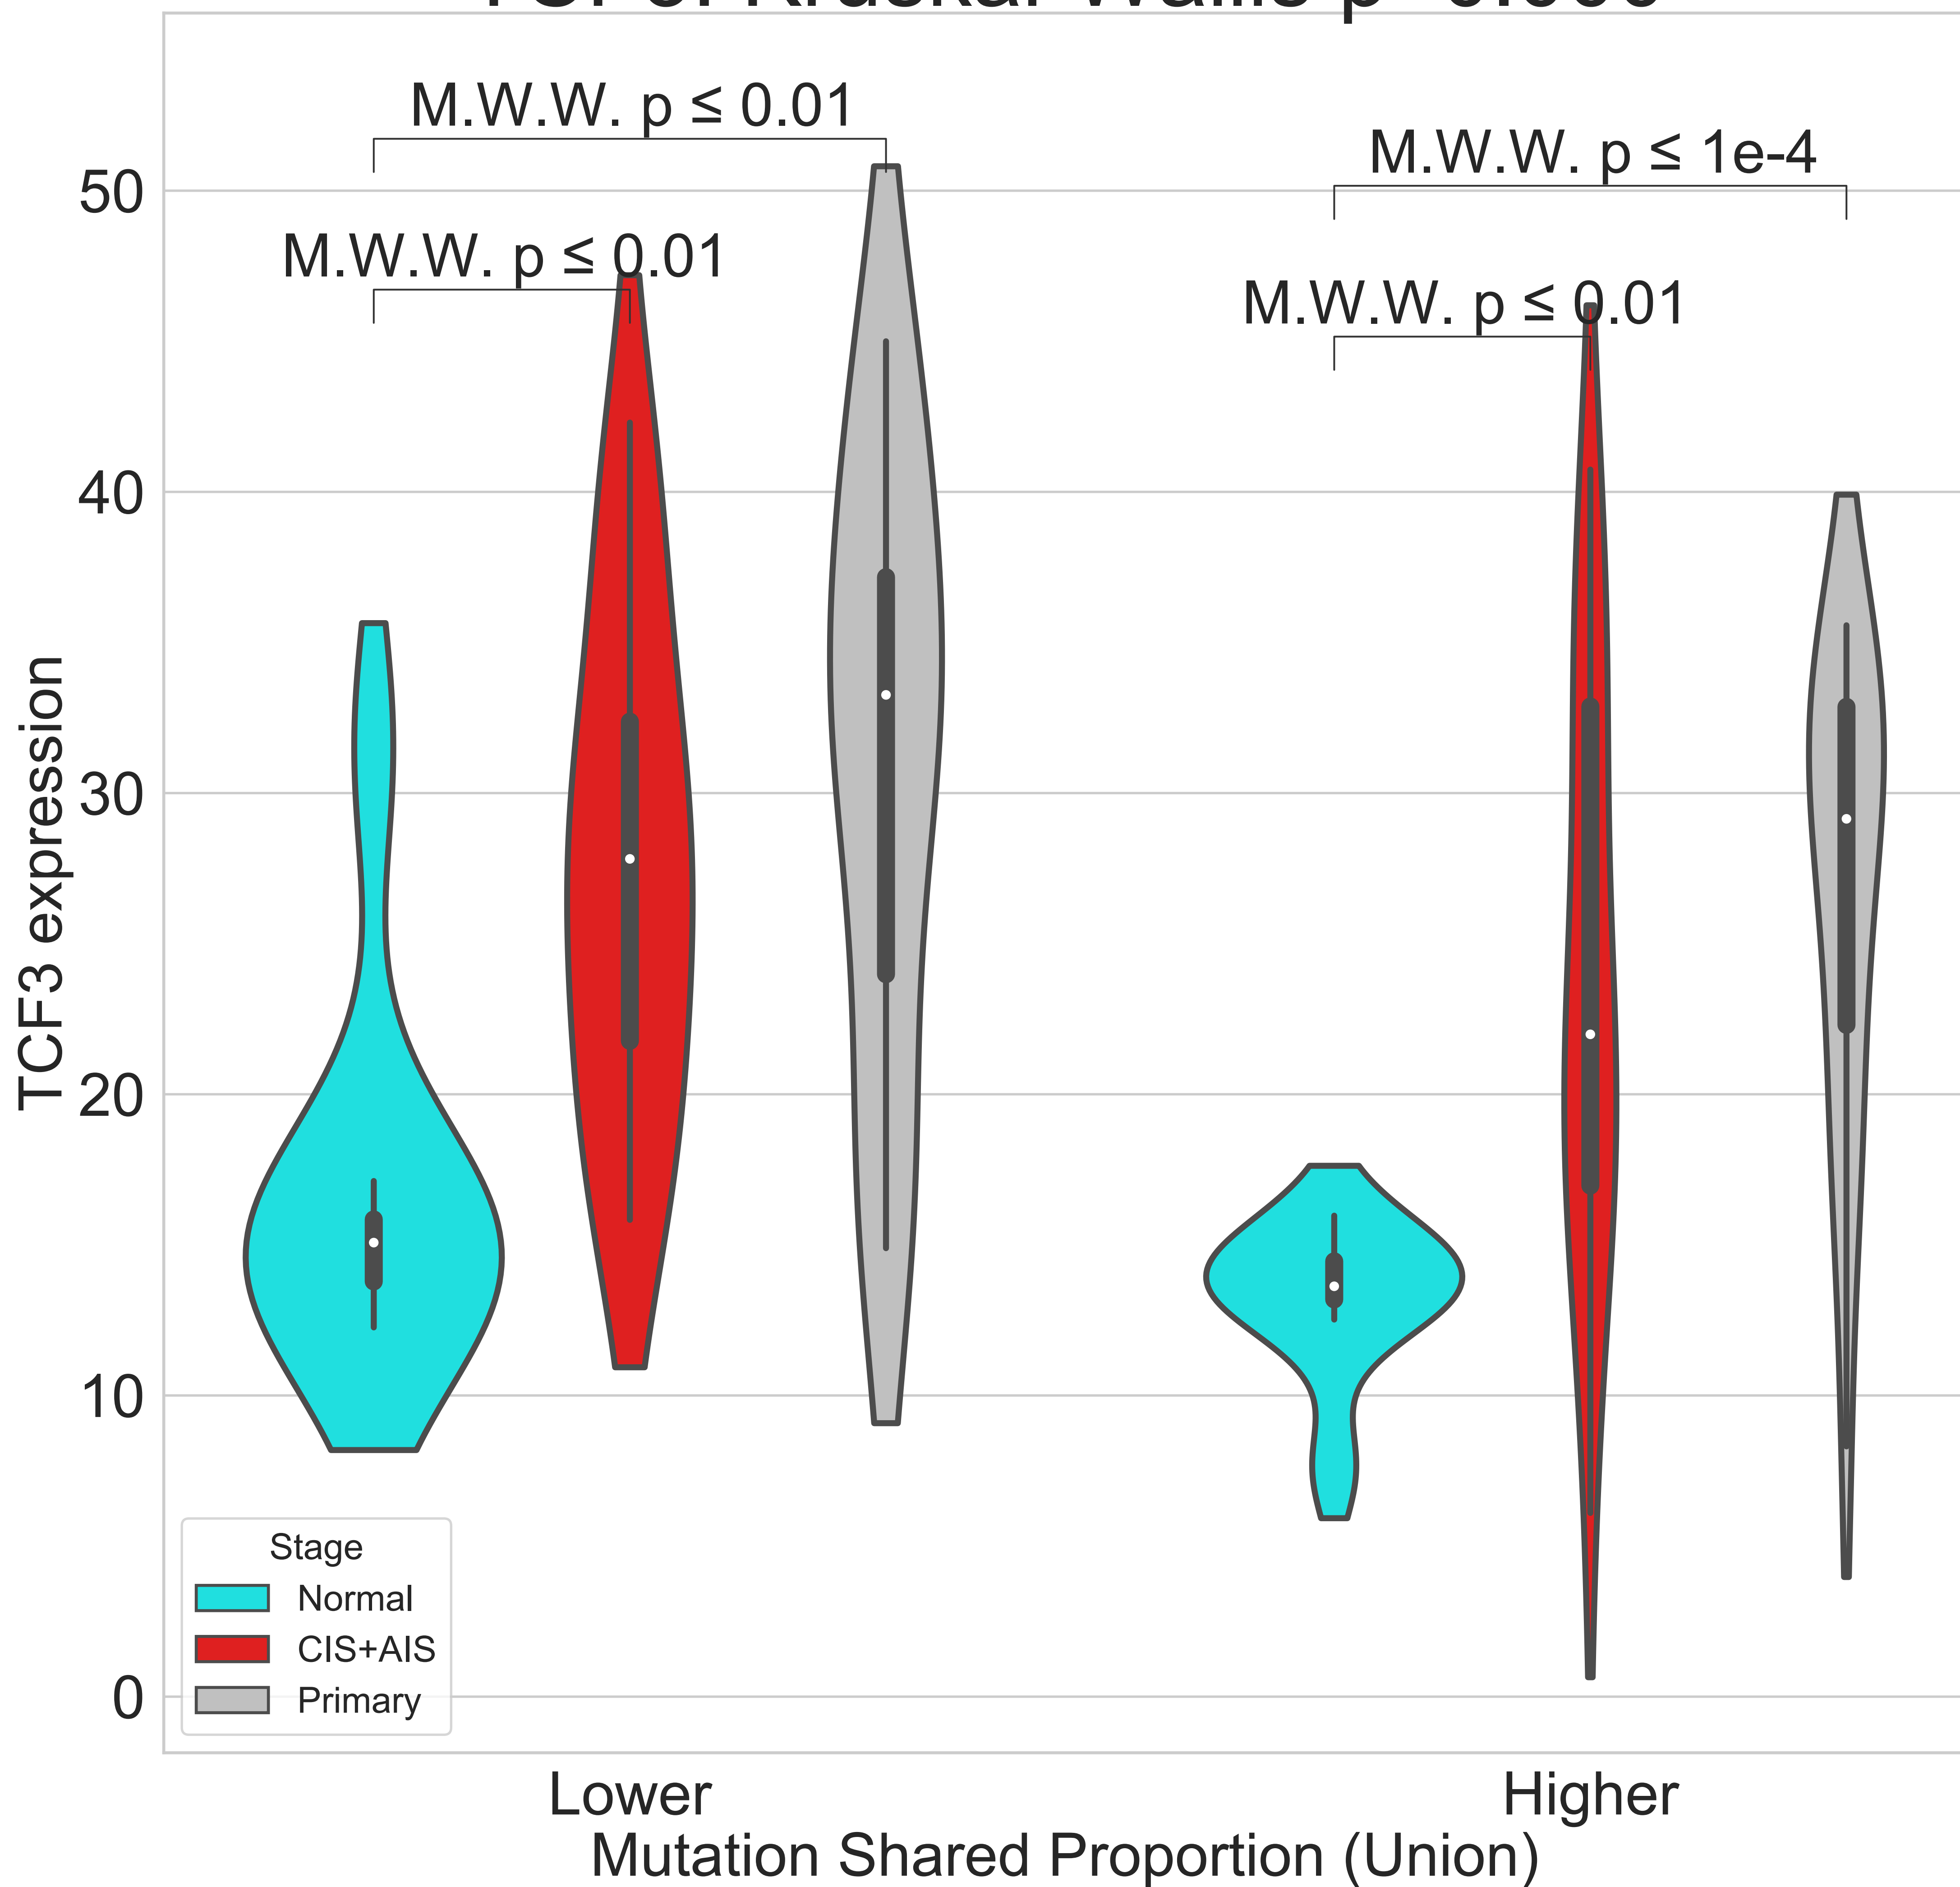 M.W.W. p ≤ 0.01
M.W.W. p ≤ 1e-4
M.W.W. p ≤ 0.01
M.W.W. p ≤ 0.01
50
40
30
20
10
0
TCF3 expression
Stage
Normal
CIS+AIS
Primary
Lower
Higher
Mutation Shared Proportion (Union)